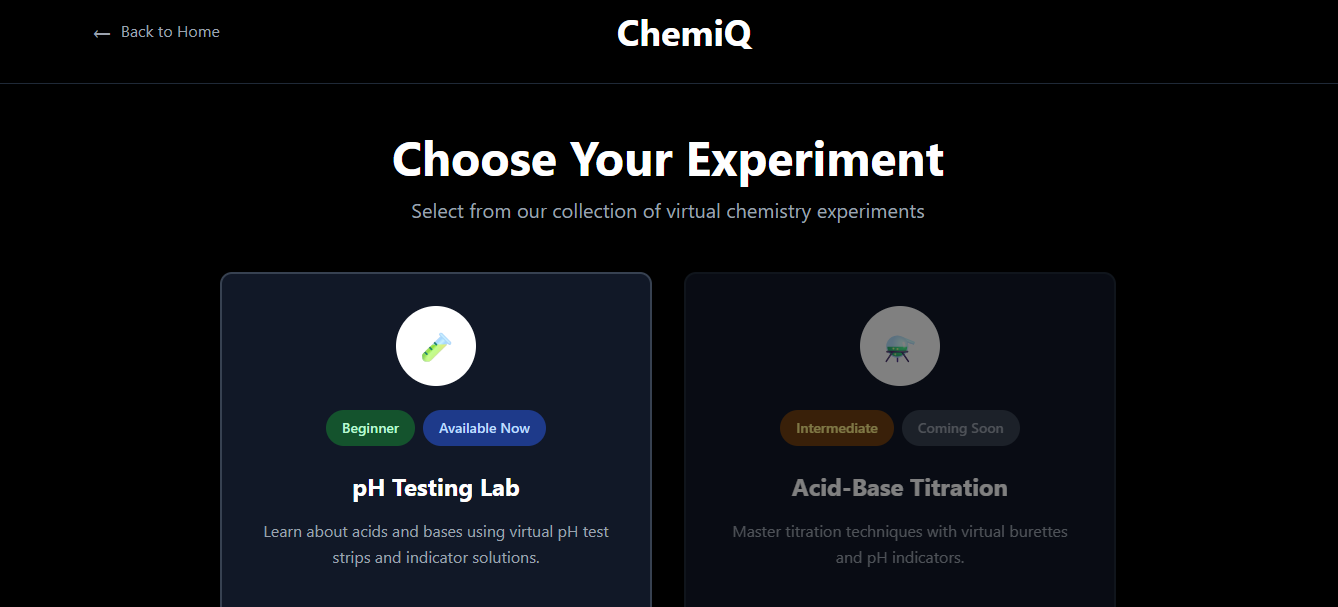 ← Back to Home
ChemiQ
Choose Your Experiment
Select from our collection of virtual chemistry experiments
Beginner
Available Now
pH Testing Lab
Learn about acids and bases using virtual pH test
strips and indicator solutions.
Intermediate
Coming Soon
Acid-Base Titration
Master titration techniques with virtual burettes
and pH indicators.